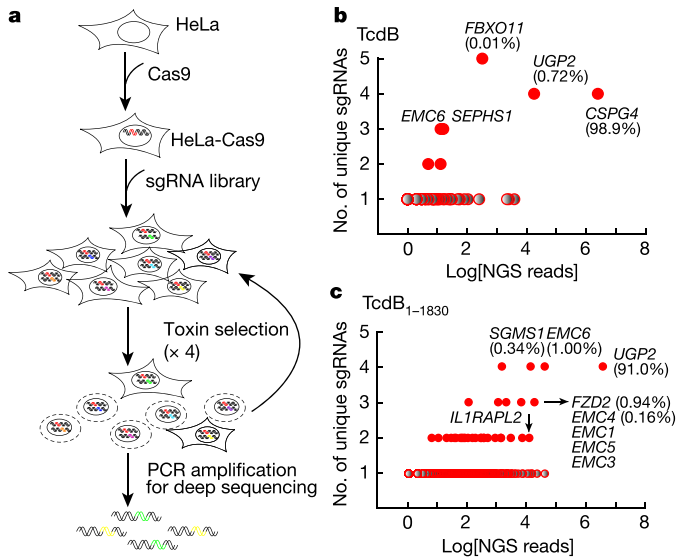 a
HeLa
Cas9
HeLa-Cas9
sgRNA library
Toxin selection
(× 4)
PCR amplification
for deep sequencing
b
TcdB
No. of unique sgRNAs
5
4
3
2
1
FBXO11
(0.01%)
UGP2
(0.72%)
CSPG4
(98.9%)
EMC6 SEPHS1
0 2 4 6 8
Log[NGS reads]
c
TcdB1–1830
No. of unique sgRNAs
5
4
3
2
1
SGMS1 EMC6
(0.34%) (1.00%)
UGP2
(91.0%)
IL1RAPL2
FZD2 (0.94%)
EMC4 (0.16%)
EMC1
EMC5
EMC3
0 2 4 6 8
Log[NGS reads]